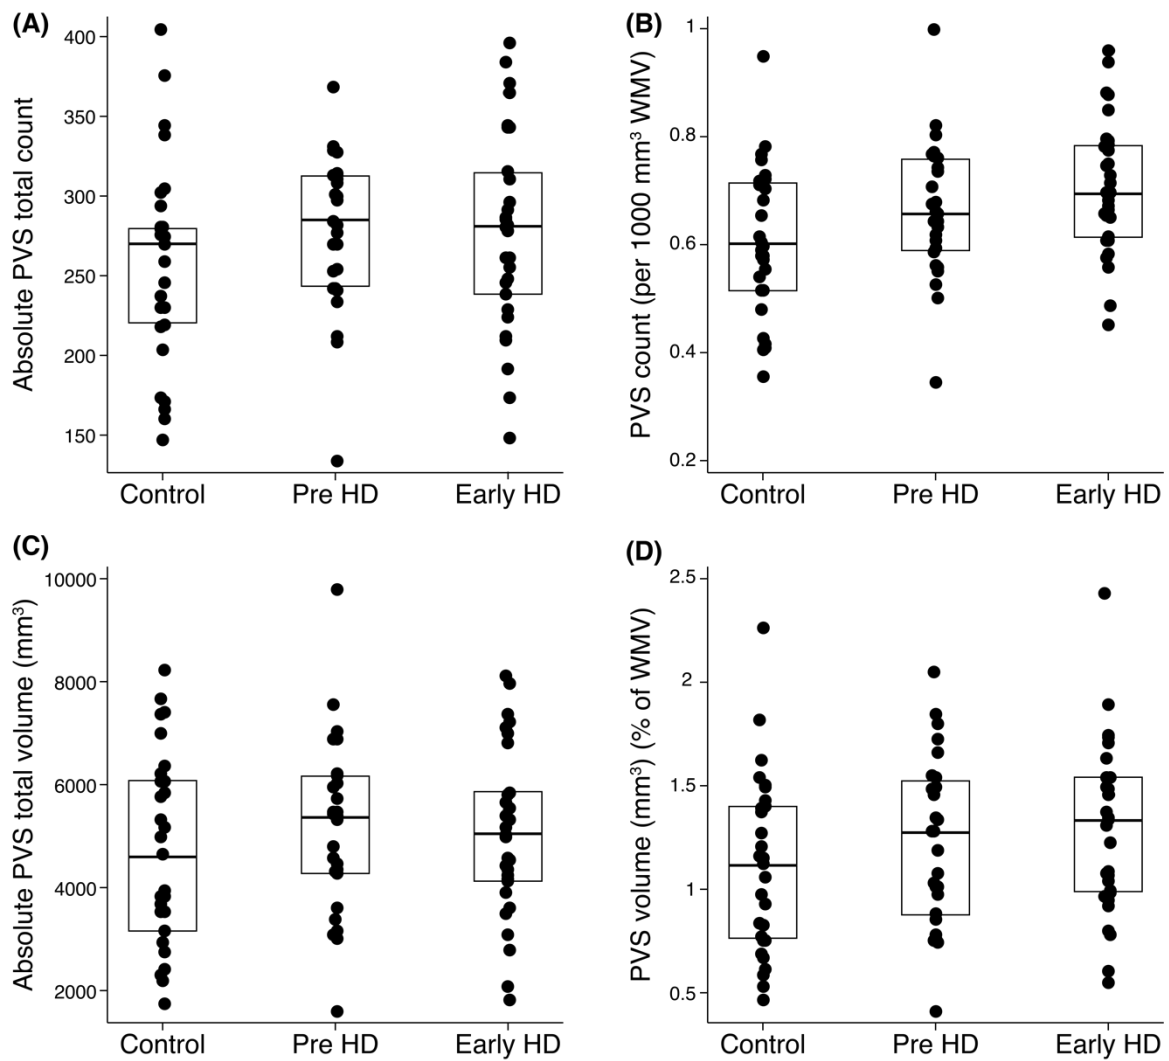 (A)
Absolute PVS total count
400
350
300
250
200
150
Control
Pre HD
Early HD
(B)
PVS count (per 1000 mm³ WMV)
1
0.8
0.6
0.4
0.2
Control
Pre HD
Early HD
(C)
Absolute PVS total volume (mm³)
10000
8000
6000
4000
2000
Control
Pre HD
Early HD
(D)
PVS volume (mm³) (% of WMV)
2.5
2
1.5
1
0.5
Control
Pre HD
Early HD